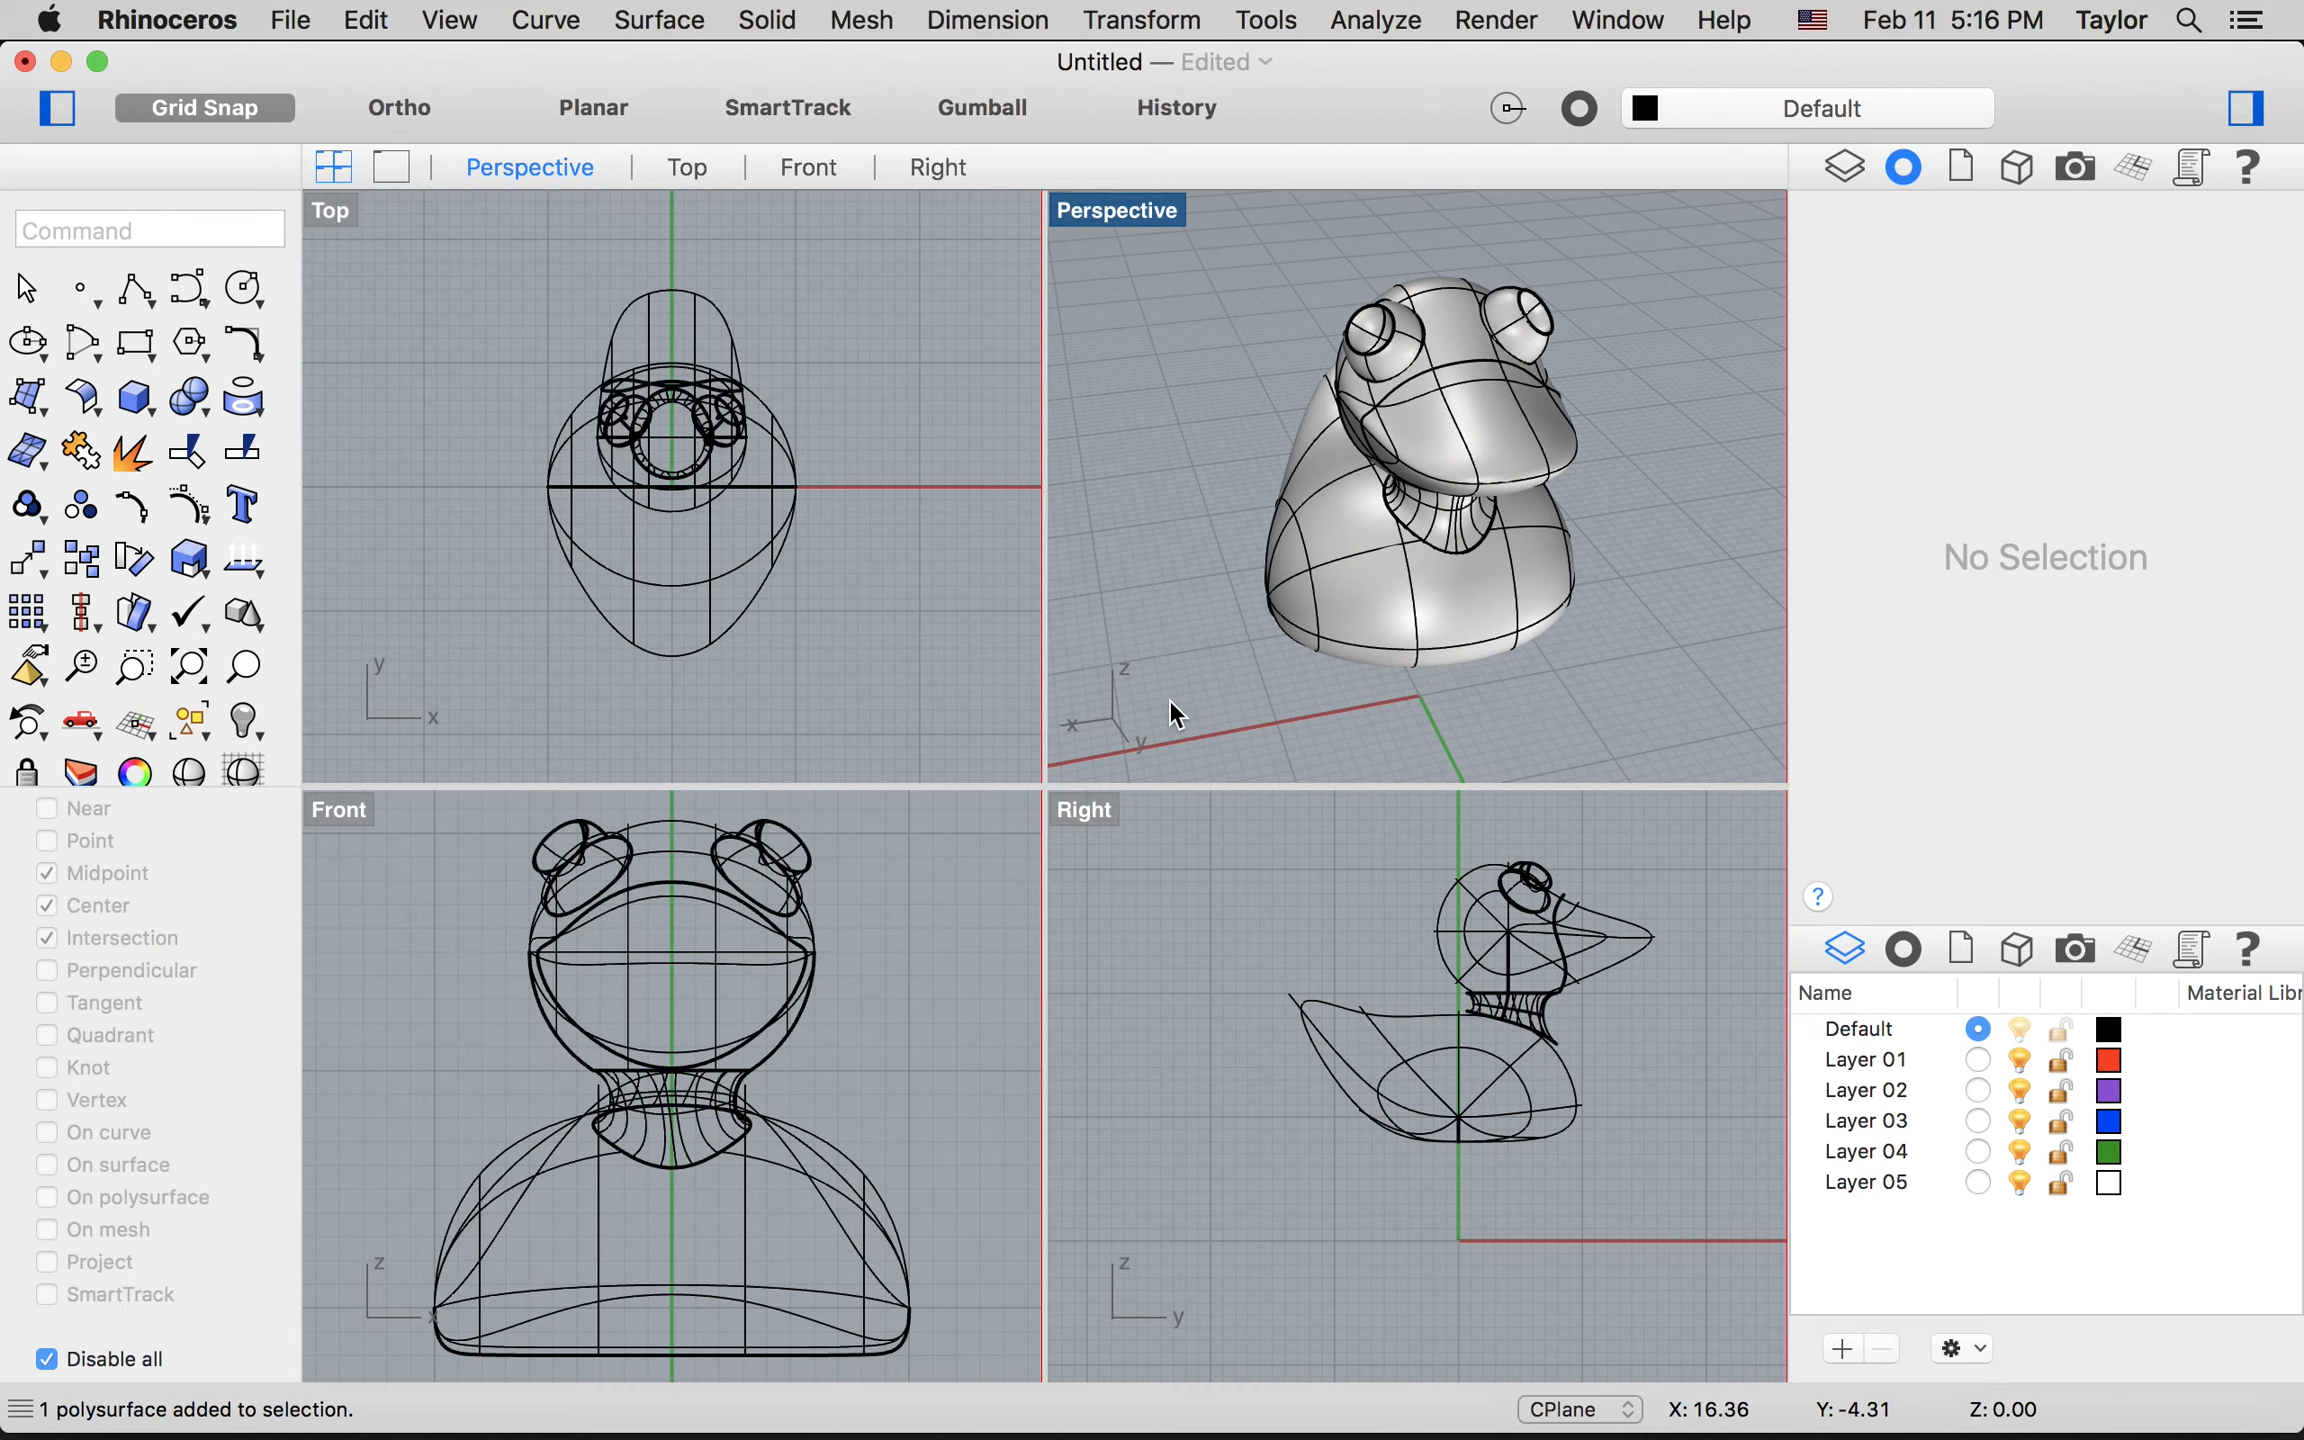 Rhinoceros File Edit View Curve Surface Solid Mesh Dimension Transform Tools Analyze Render Window Help Feb 11 5:16 PM Taylor
Untitled — Edited
Grid Snap Ortho Planar SmartTrack Gumball History Default
Perspective Top Front Right
Top
Perspective
Command
No Selection
y
x
z
x
y
Near
Point
Midpoint
Center
Intersection
Perpendicular
Tangent
Quadrant
Knot
Vertex
On curve
On surface
On polysurface
On mesh
Project
SmartTrack
Disable all
Front
Right
z
x
z
y
?
Name Material Libr
Default
Layer 01
Layer 02
Layer 03
Layer 04
Layer 05
1 polysurface added to selection.
CPlane X: 16.36 Y: -4.31 Z: 0.00